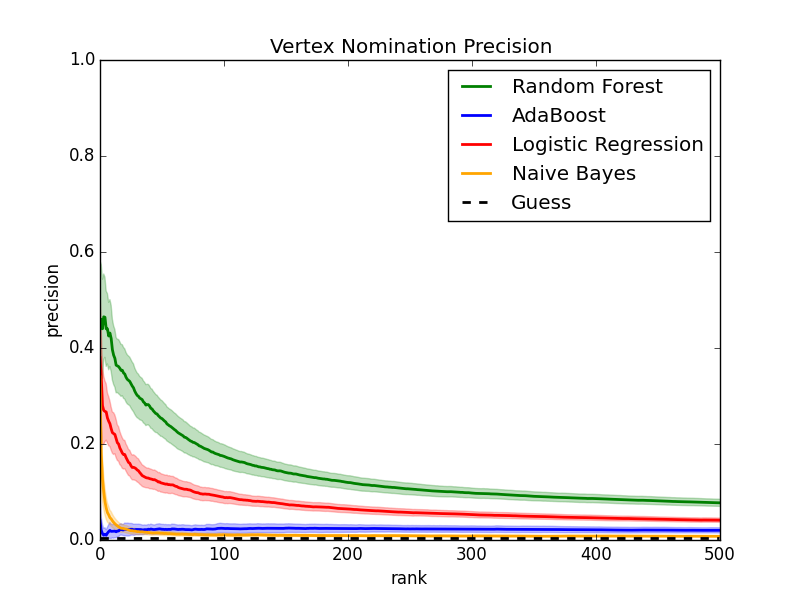 Vertex Nomination Precision
1.0
0.8
0.6
0.4
0.2
0.0
precision
Random Forest
AdaBoost
Logistic Regression
Naive Bayes
Guess
0 100 200 300 400 500
rank